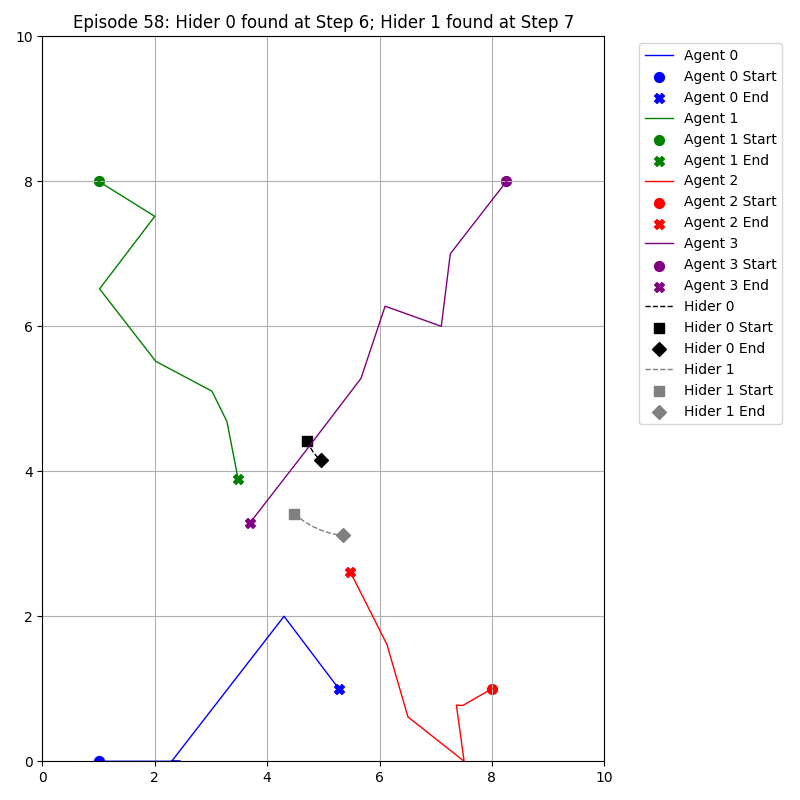 Episode 58: Hider 0 found at Step 6; Hider 1 found at Step 7
10
8
6
4
2
0
0 2 4 6 8 10
Agent 0
Agent 0 Start
Agent 0 End
Agent 1
Agent 1 Start
Agent 1 End
Agent 2
Agent 2 Start
Agent 2 End
Agent 3
Agent 3 Start
Agent 3 End
Hider 0
Hider 0 Start
Hider 0 End
Hider 1
Hider 1 Start
Hider 1 End